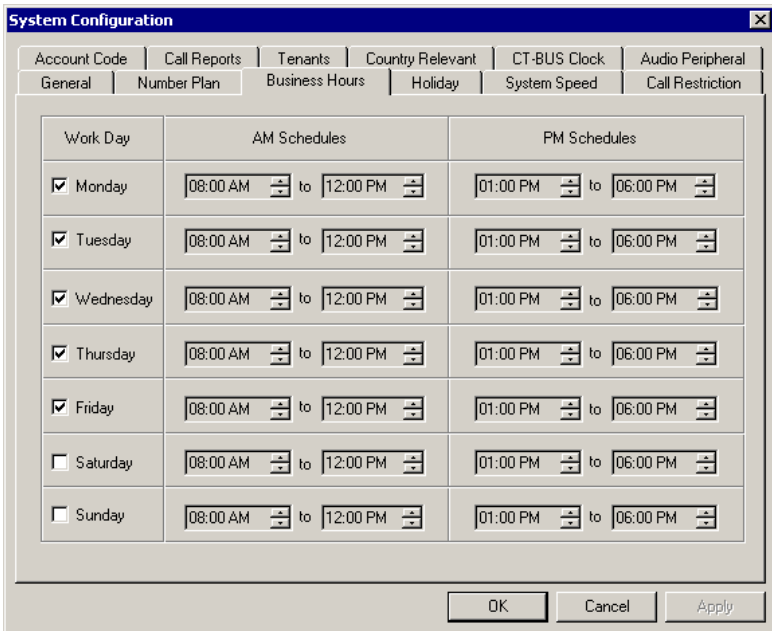 System Configuration
Account Code Call Reports Tenants Country Relevant CT-BUS Clock Audio Peripheral
General Number Plan Business Hours Holiday System Speed Call Restriction
Work Day AM Schedules PM Schedules
Monday 08:00 AM to 12:00 PM 01:00 PM to 06:00 PM
Tuesday 08:00 AM to 12:00 PM 01:00 PM to 06:00 PM
Wednesday 08:00 AM to 12:00 PM 01:00 PM to 06:00 PM
Thursday 08:00 AM to 12:00 PM 01:00 PM to 06:00 PM
Friday 08:00 AM to 12:00 PM 01:00 PM to 06:00 PM
Saturday 08:00 AM to 12:00 PM 01:00 PM to 06:00 PM
Sunday 08:00 AM to 12:00 PM 01:00 PM to 06:00 PM
OK Cancel Apply